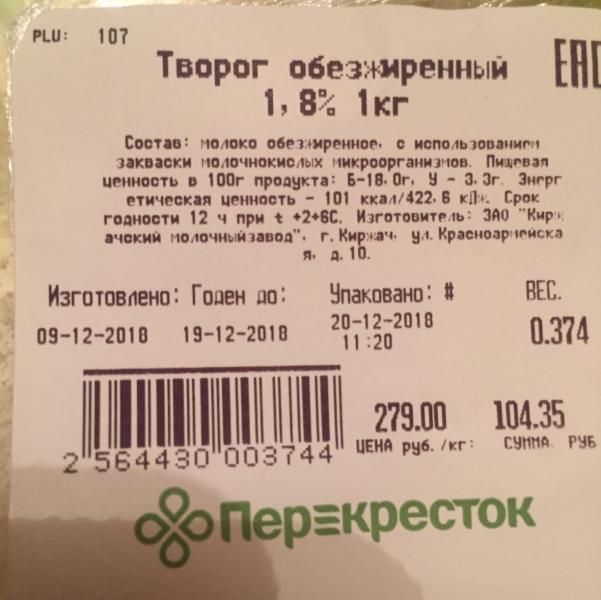 PLU: 107
Творог обезжиренный
1,8% 1кг
ЕАС
Состав: молоко обезжиренное, с использованием
закваски молочнокислых микроорганизмов. Пищевая
ценность в 100г продукта: Б-18,0г, У - 3,3г. Энерг
етическая ценность - 101 ккал/422,6 кДж. Срок
годности 12 ч при t +2+6С. Изготовитель: ЗАО "Кирж
ачский молочныйзавод", г. Киржач, ул.Красноармейска
я, д.10.
Изготовлено: Годен до: Упаковано: # ВЕС.
09-12-2018 19-12-2018 20-12-2018 0.374
11:20
279.00 104.35
ЦЕНА руб./кг: СУММА. РУБ
2 564430 003744
Перекресток